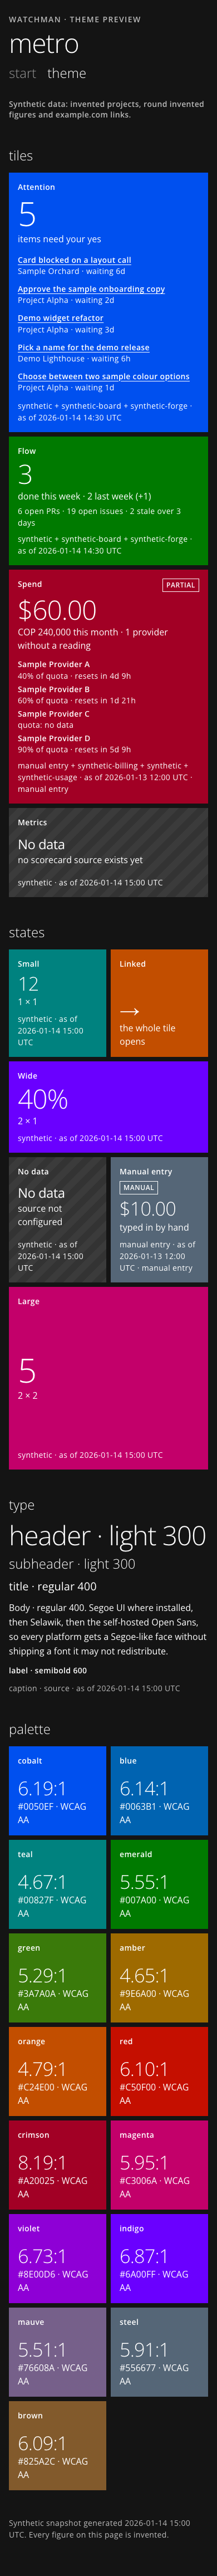 WATCHMAN · THEME PREVIEW
metro
start theme
Synthetic data: invented projects, round invented
figures and example.com links.
tiles
Attention
5
items need your yes
Card blocked on a layout call
Sample Orchard · waiting 6d
Approve the sample onboarding copy
Project Alpha · waiting 2d
Demo widget refactor
Project Alpha · waiting 3d
Pick a name for the demo release
Demo Lighthouse · waiting 6h
Choose between two sample colour options
Project Alpha · waiting 1d
synthetic + synthetic-board + synthetic-forge ·
as of 2026-01-14 14:30 UTC
Flow
3
done this week · 2 last week (+1)
6 open PRs · 19 open issues · 2 stale over 3
days
synthetic + synthetic-board + synthetic-forge ·
as of 2026-01-14 14:30 UTC
Spend PARTIAL
$60.00
COP 240,000 this month · 1 provider
without a reading
Sample Provider A
40% of quota · resets in 4d 9h
Sample Provider B
60% of quota · resets in 1d 21h
Sample Provider C
quota: no data
Sample Provider D
90% of quota · resets in 5d 9h
manual entry + synthetic-billing + synthetic +
synthetic-usage · as of 2026-01-13 12:00 UTC ·
manual entry
Metrics
No data
no scorecard source exists yet
synthetic · as of 2026-01-14 15:00 UTC
states
Small
12
1 × 1
synthetic · as of
2026-01-14 15:00
UTC
Linked
→
the whole tile
opens
Wide
40%
2 × 1
synthetic · as of 2026-01-14 15:00 UTC
No data
No data
source not
configured
synthetic · as of
2026-01-14 15:00
UTC
Manual entry
MANUAL
$10.00
typed in by hand
manual entry · as of
2026-01-13 12:00
UTC · manual entry
Large
5
2 × 2
synthetic · as of 2026-01-14 15:00 UTC
type
header · light 300
subheader · light 300
title · regular 400
Body · regular 400. Segoe UI where installed,
then Selawik, then the self-hosted Open Sans,
so every platform gets a Segoe-like face without
shipping a font it may not redistribute.
label · semibold 600
caption · source · as of 2026-01-14 15:00 UTC
palette
cobalt
6.19:1
#0050EF · WCAG
AA
blue
6.14:1
#0063B1 · WCAG
AA
teal
4.67:1
#00827F · WCAG
AA
emerald
5.55:1
#007A00 · WCAG
AA
green
5.29:1
#3A7A0A · WCAG
AA
amber
4.65:1
#9E6A00 · WCAG
AA
orange
4.79:1
#C24E00 · WCAG
AA
red
6.10:1
#C50F00 · WCAG
AA
crimson
8.19:1
#A20025 · WCAG
AA
magenta
5.95:1
#C3006A · WCAG
AA
violet
6.73:1
#8E00D6 · WCAG
AA
indigo
6.87:1
#6A00FF · WCAG
AA
mauve
5.51:1
#76608A · WCAG
AA
steel
5.91:1
#556677 · WCAG
AA
brown
6.09:1
#825A2C · WCAG
AA
Synthetic snapshot generated 2026-01-14 15:00
UTC. Every figure on this page is invented.